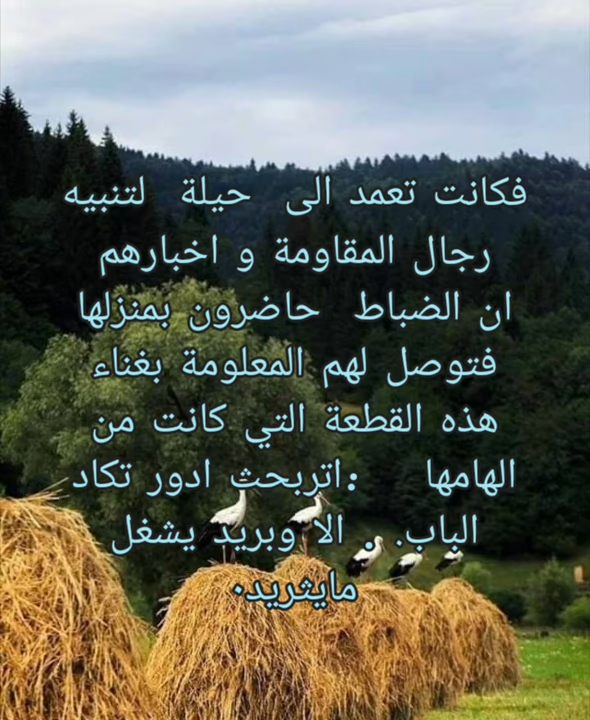 فكانت تعمد الى حيلة لتنبيه
رجال المقاومة و اخبارهم
ان الضباط حاضرون بمنزلها
فتوصل لهم المعلومة بغناء
هذه القطعة التي كانت من
الهامها :اتربحث ادور تكاد
الباب. . الا وبريد يشغل
مايثريد.